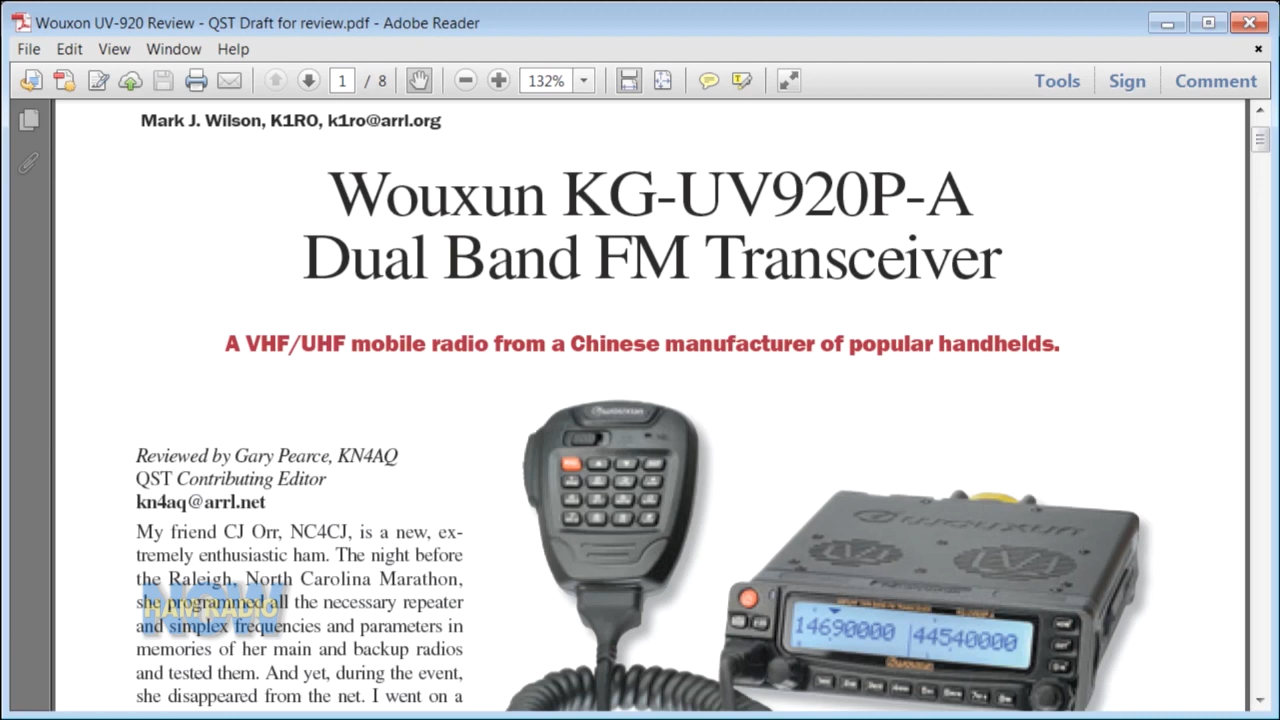 Wouxon UV-920 Review - QST Draft for review.pdf - Adobe Reader
File Edit View Window Help
1 / 8 132% Tools Sign Comment
Mark J. Wilson, K1RO, k1ro@arrl.org
Wouxun KG-UV920P-A
Dual Band FM Transceiver
A VHF/UHF mobile radio from a Chinese manufacturer of popular handhelds.
Reviewed by Gary Pearce, KN4AQ
QST Contributing Editor
kn4aq@arrl.net
My friend CJ Orr, NC4CJ, is a new, ex-
tremely enthusiastic ham. The night before
the Raleigh, North Carolina Marathon,
she programmed all the necessary repeater
and simplex frequencies and parameters in
memories of her main and backup radios
and tested them. And yet, during the event,
she disappeared from the net. I went on a
HAM RADIO
NOW
WOUXUN
WOUXUN
14690000 44540000